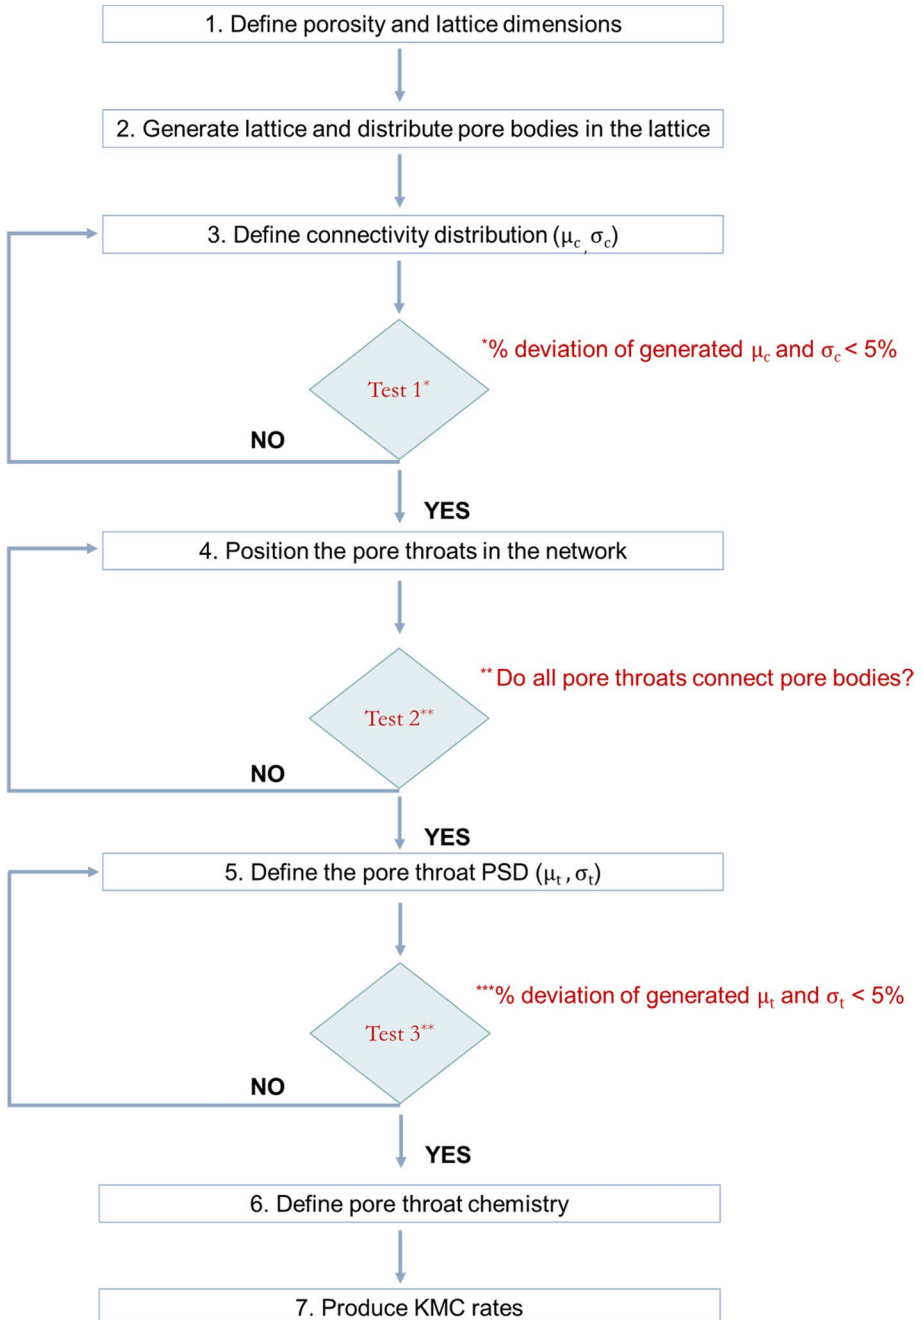 1. Define porosity and lattice dimensions
2. Generate lattice and distribute pore bodies in the lattice
3. Define connectivity distribution (μc, σc)
*% deviation of generated μc and σc < 5%
Test 1*
NO
YES
4. Position the pore throats in the network
**Do all pore throats connect pore bodies?
Test 2**
NO
YES
5. Define the pore throat PSD (μt, σt)
***% deviation of generated μt and σt < 5%
Test 3**
NO
YES
6. Define pore throat chemistry
7. Produce KMC rates